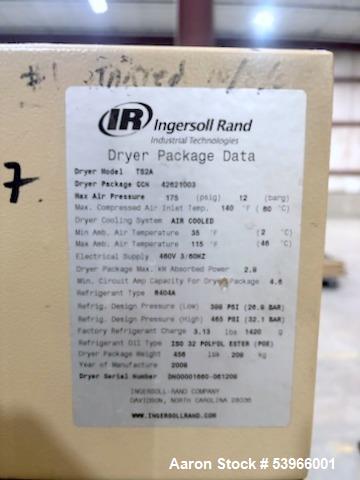 #1 STARTED
7.
IR Ingersoll Rand
Industrial Technologies
Dryer Package Data
Dryer Model TS2A
Dryer Package CCN 42621003
Max Air Pressure 175 (psig) 12 (barg)
Max. Compressed Air Inlet Temp. 140 °F ( 60 °C)
Dryer Cooling System AIR COOLED
Min Amb. Air Temperature 35 °F (2 °C)
Max Amb. Air Temperature 115 °F (46 °C)
Electrical Supply 460V 3/60HZ
Dryer Package Max. kW Absorbed Power 2.9
Min. Circuit Amp Capacity For Dryer Package 4.6
Refrigerant Type R404A
Refrig. Design Pressure (Low) PSI (26.9 BAR)
Refrig. Design Pressure (High) 465 PSI (32.1 BAR)
Factory Refrigerant Charge 3.13 lbs 1420 g
Refrigerant Oil Type ISO 32 POLYOL ESTER (POE)
Dryer Package Weight 456 lbs kg
Year of Manufacture 2008
Dryer Serial Number
INGERSOLL-RAND COMPANY
DAVIDSON, NORTH CAROLINA 28036
WWW.INGERSOLLRAND.COM
Aaron Stock # 53966001